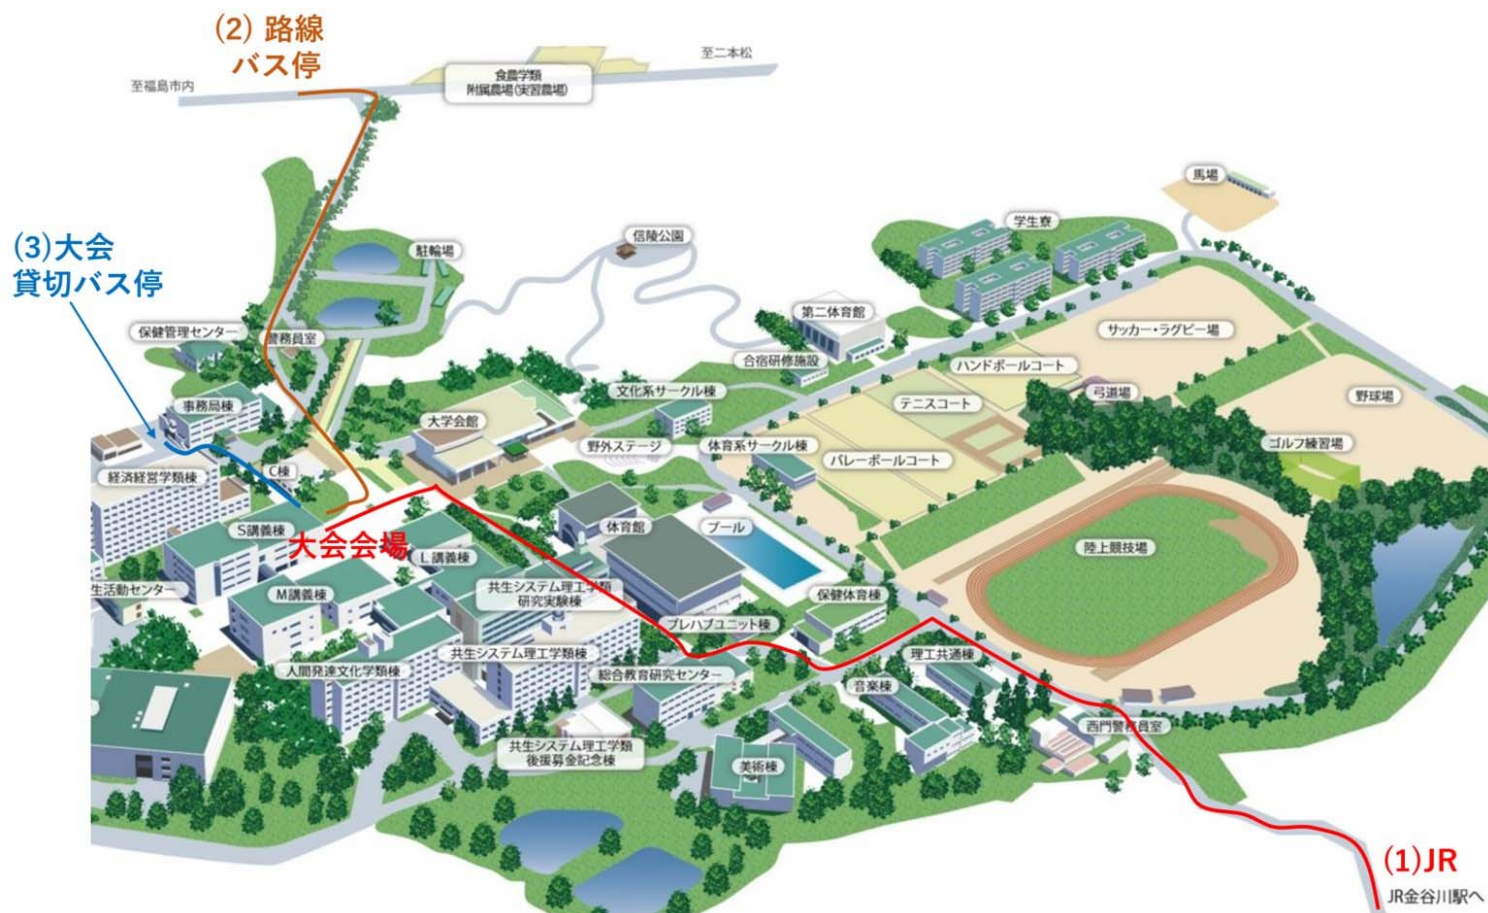 (2) 路線
バス停
至二本松
至福島市内
食農学類
附属農場(実習農場)
馬場
学生寮
信陵公園
駐輪場
(3)大会
貸切バス停
第二体育館
保健管理センター
警務員室
サッカー・ラグビー場
合宿研修施設
ハンドボールコート
文化系サークル棟
弓道場
野球場
事務局棟
テニスコート
大学会館
野外ステージ
体育系サークル棟
ゴルフ練習場
バレーボールコート
C棟
経済経営学類棟
S講義棟
大会会場
体育館
プール
陸上競技場
L講義棟
生活動センター
M講義棟
共生システム理工学類
研究実験棟
保健体育棟
プレハブユニット棟
人間発達文化学類棟
共生システム理工学類棟
総合教育研究センター
理工共通棟
音楽棟
西門警務員室
共生システム理工学類
後援募金記念棟
美術棟
(1)JR
JR金谷川駅へ